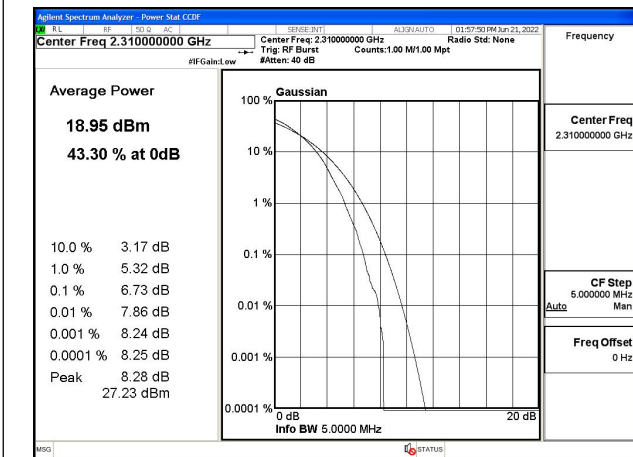 Agilent Spectrum Analyzer - Power Stat CCDF
RL RF 50 Ω AC SENSE:INT ALIGNAUTO 01:57:50 PM Jun 21, 2022
Center Freq 2.310000000 GHz
Center Freq: 2.310000000 GHz Radio Std: None
Trig: RF Burst Counts:1.00 M/1.00 Mpt
#IFGain:Low #Atten: 40 dB
Frequency
Average Power
18.95 dBm
43.30 % at 0dB
10.0 % 3.17 dB
1.0 % 5.32 dB
0.1 % 6.73 dB
0.01 % 7.86 dB
0.001 % 8.24 dB
0.0001 % 8.25 dB
Peak 8.28 dB
27.23 dBm
Gaussian
100 %
10 %
1 %
0.1 %
0.01 %
0.001 %
0.0001 %
0 dB 20 dB
Info BW 5.0000 MHz
Center Freq
2.310000000 GHz
CF Step
5.000000 MHz
Auto Man
Freq Offset
0 Hz
MSG STATUS